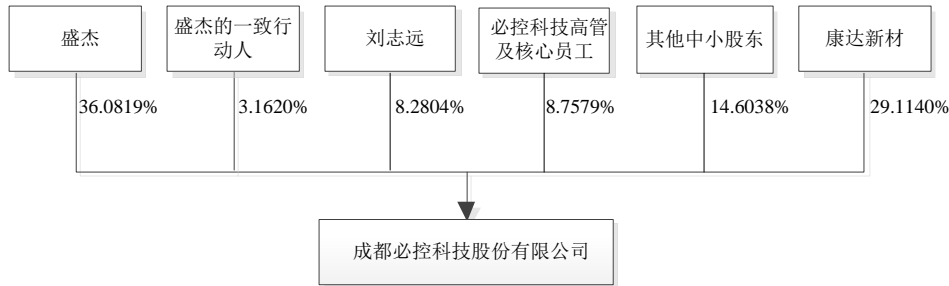 盛杰
盛杰的一致行
动人
刘志远
必控科技高管
及核心员工
其他中小股东
康达新材
36.0819%
3.1620%
8.2804%
8.7579%
14.6038%
29.1140%
成都必控科技股份有限公司